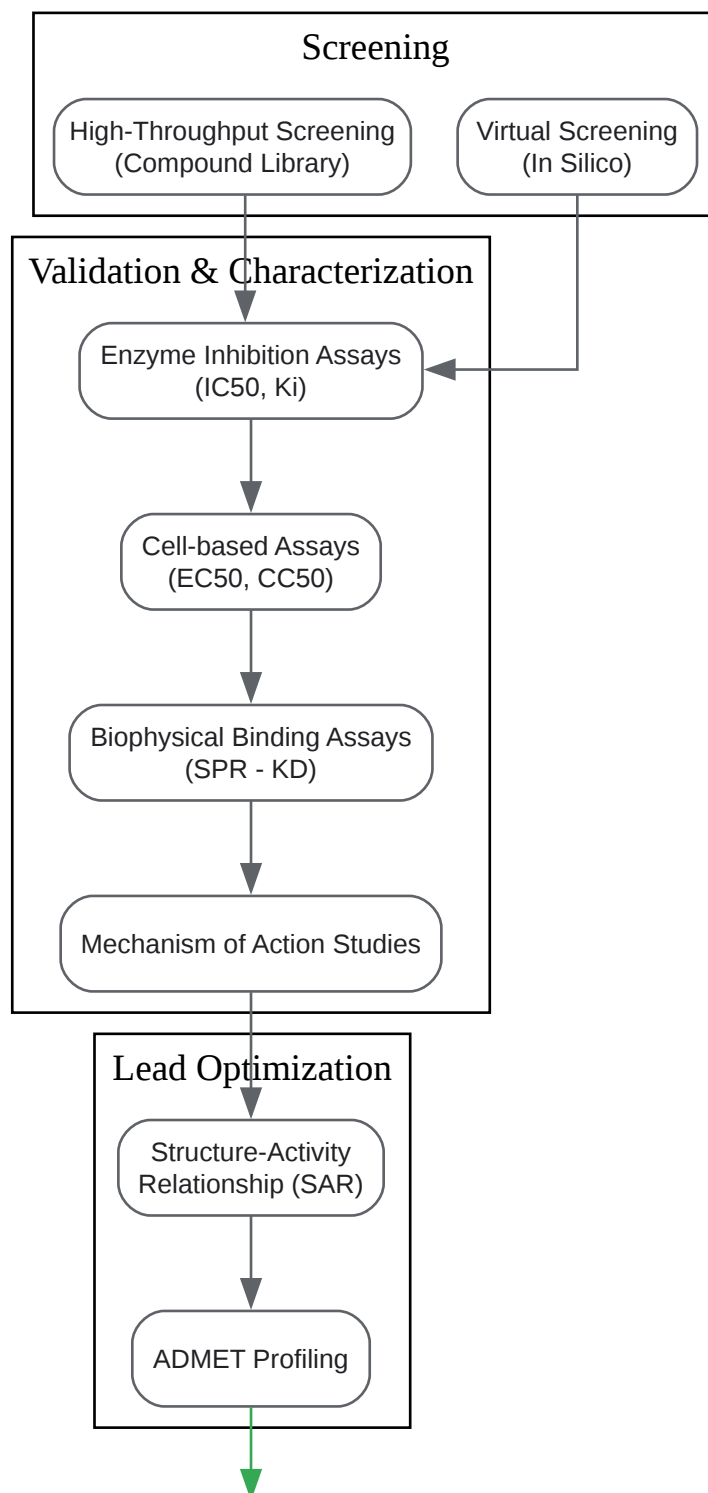 Screening
High-Throughput Screening
(Compound Library)
Virtual Screening
(In Silico)
Validation & Characterization
Enzyme Inhibition Assays
(IC50, Ki)
Cell-based Assays
(EC50, CC50)
Biophysical Binding Assays
(SPR - KD)
Mechanism of Action Studies
Lead Optimization
Structure-Activity
Relationship (SAR)
ADMET Profiling